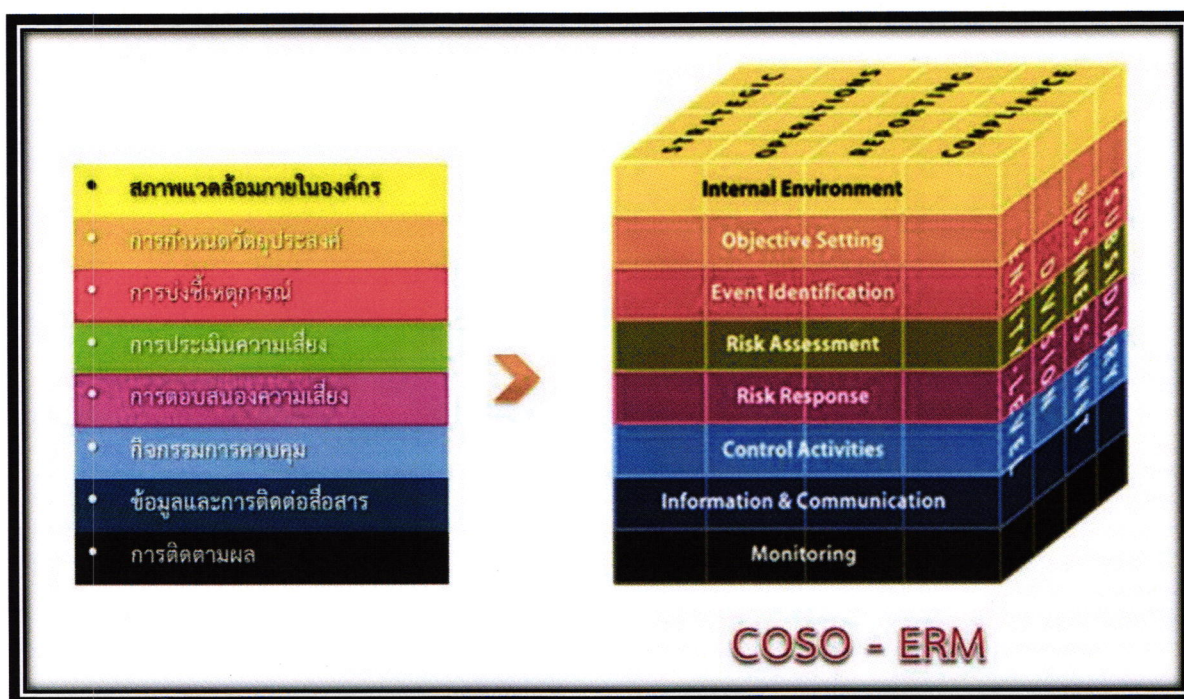 • สภาพแวดล้อมภายในองค์กร
• การกำหนดวัตถุประสงค์
• การบ่งชี้เหตุการณ์
• การประเมินความเสี่ยง
• การตอบสนองความเสี่ยง
• กิจกรรมการควบคุม
• ข้อมูลและการติดต่อสื่อสาร
• การติดตามผล
STRATEGIC
OPERATIONS
REPORTING
COMPLIANCE
Internal Environment
Objective Setting
Event Identification
Risk Assessment
Risk Response
Control Activities
Information & Communication
Monitoring
ENTITY-LEVEL
DIVISION
BUSINESS UNIT
SUBSIDIARY
COSO - ERM